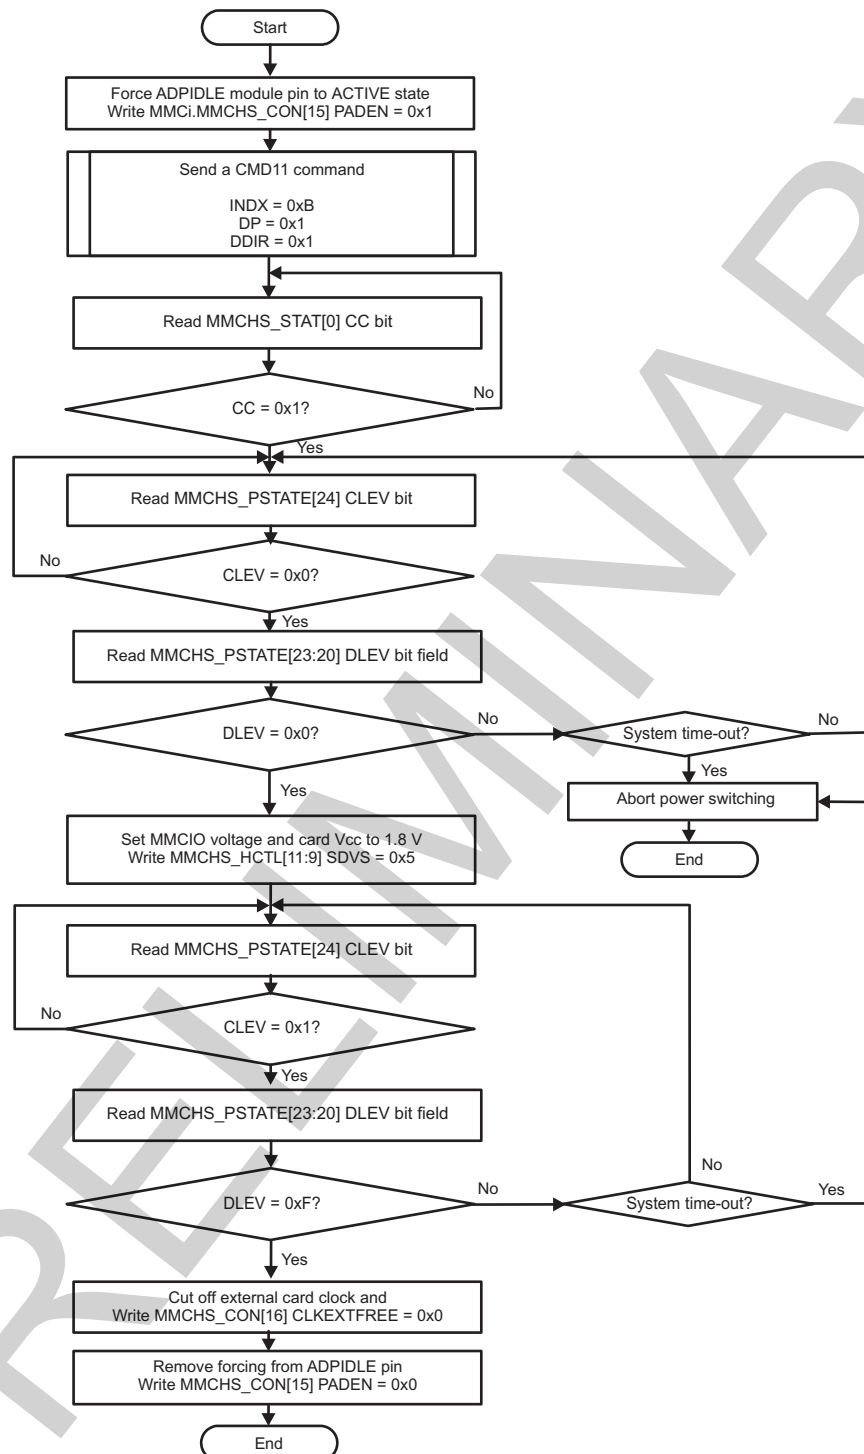 Start
Force ADPIDLE module pin to ACTIVE state
Write MMCi.MMCHS_CON[15] PADEN = 0x1
Send a CMD11 command
INDX = 0xB
DP = 0x1
DDIR = 0x1
Read MMCHS_STAT[0] CC bit
CC = 0x1?
No
Yes
Read MMCHS_PSTATE[24] CLEV bit
No
CLEV = 0x0?
Yes
Read MMCHS_PSTATE[23:20] DLEV bit field
DLEV = 0x0?
No
System time-out?
No
Yes
Yes
Abort power switching
End
Set MMCIO voltage and card Vcc to 1.8 V
Write MMCHS_HCTL[11:9] SDVS = 0x5
Read MMCHS_PSTATE[24] CLEV bit
No
CLEV = 0x1?
Yes
Read MMCHS_PSTATE[23:20] DLEV bit field
DLEV = 0xF?
No
System time-out?
No
Yes
Yes
Cut off external card clock and
Write MMCHS_CON[16] CLKEXTFREE = 0x0
Remove forcing from ADPIDLE pin
Write MMCHS_CON[15] PADEN = 0x0
End
RELIMINAR